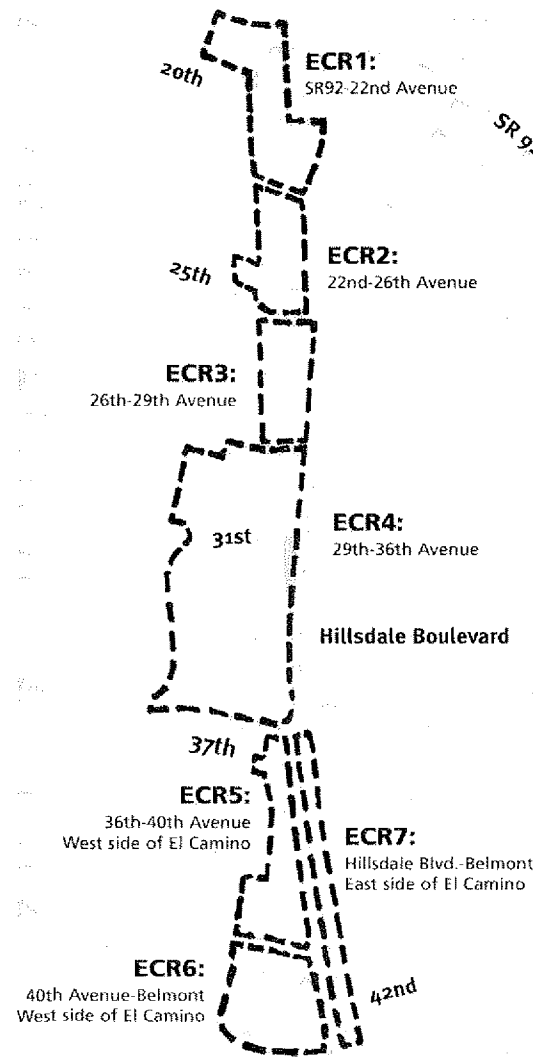 20th
ECR1:
SR92-22nd Avenue
SR 9
25th
ECR2:
22nd-26th Avenue
ECR3:
26th-29th Avenue
31st
ECR4:
29th-36th Avenue
Hillsdale Boulevard
37th
ECR5:
36th-40th Avenue
West side of El Camino
ECR7:
Hillsdale Blvd.-Belmont
East side of El Camino
ECR6:
40th Avenue-Belmont
West side of El Camino
42nd